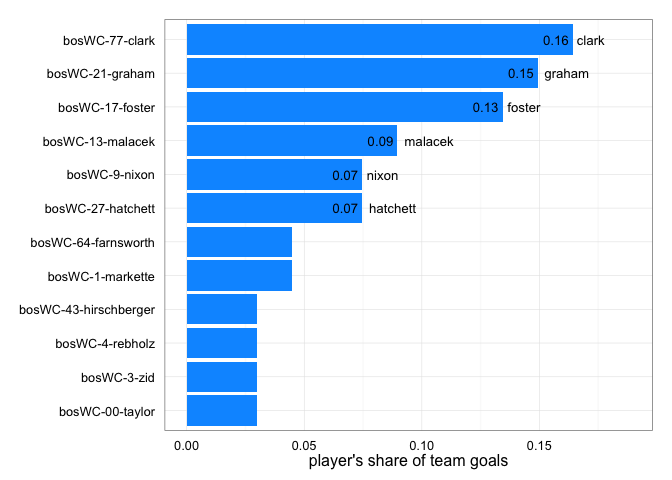 bosWC-77-clark 0.16 clark
bosWC-21-graham 0.15 graham
bosWC-17-foster 0.13 foster
bosWC-13-malacek 0.09 malacek
bosWC-9-nixon 0.07 nixon
bosWC-27-hatchett 0.07 hatchett
bosWC-64-farnsworth
bosWC-1-markette
bosWC-43-hirschberger
bosWC-4-rebholz
bosWC-3-zid
bosWC-00-taylor
0.00 0.05 0.10 0.15
player's share of team goals